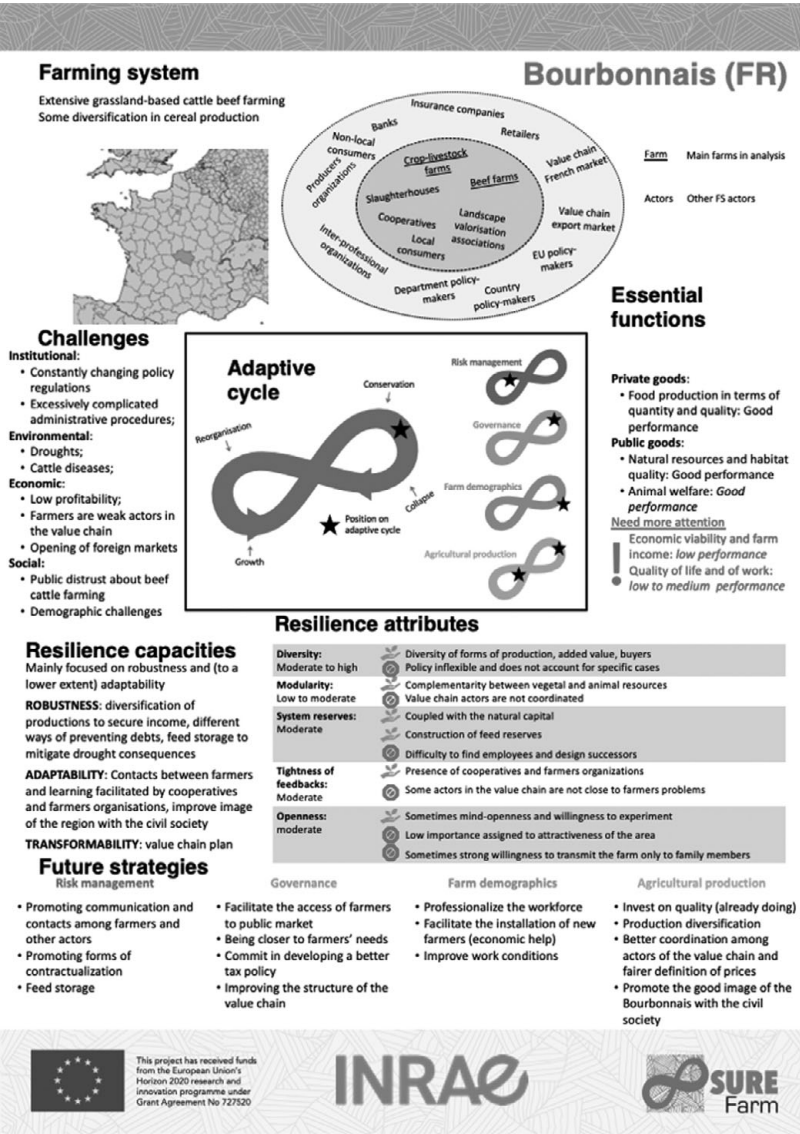 Farming system
Bourbonnais (FR)
Extensive grassland-based cattle beef farming
Some diversification in cereal production
Insurance companies
Banks
Retailers
Non-local
consumers
Producers
organizations
Crop-livestock
farms
Beef farms
Value chain
French market
Slaughterhouses
Cooperatives
Landscape
valorisation
associations
Local
consumers
Value chain
export market
Inter-professional
organizations
EU policy-
makers
Department policy-
makers
Country
policy-makers
Farm Main farms in analysis
Actors Other FS actors
Challenges
Institutional:
• Constantly changing policy
regulations
• Excessively complicated
administrative procedures;
Environmental:
• Droughts;
• Cattle diseases;
Economic:
• Low profitability;
• Farmers are weak actors in
the value chain
• Opening of foreign markets
Social:
• Public distrust about beef
cattle farming
• Demographic challenges
Adaptive
cycle
Conservation
Reorganisation
Collapse
Growth
Position on
adaptive cycle
Risk management
Governance
Farm demographics
Agricultural production
Essential
functions
Private goods:
• Food production in terms of
quantity and quality: Good
performance
Public goods:
• Natural resources and habitat
quality: Good performance
• Animal welfare: Good
performance
Need more attention
! Economic viability and farm
income: low performance
Quality of life and of work:
low to medium performance
Resilience capacities
Mainly focused on robustness and (to a
lower extent) adaptability
ROBUSTNESS: diversification of
productions to secure income, different
ways of preventing debts, feed storage to
mitigate drought consequences
ADAPTABILITY: Contacts between farmers
and learning facilitated by cooperatives
and farmers organisations, improve image
of the region with the civil society
TRANSFORMABILITY: value chain plan
Resilience attributes
Diversity:
Moderate to high
Diversity of forms of production, added value, buyers
Policy inflexible and does not account for specific cases
Modularity:
Low to moderate
Complementarity between vegetal and animal resources
Value chain actors are not coordinated
System reserves:
Moderate
Coupled with the natural capital
Construction of feed reserves
Difficulty to find employees and design successors
Tightness of
feedbacks:
Moderate
Presence of cooperatives and farmers organizations
Some actors in the value chain are not close to farmers problems
Openness:
moderate
Sometimes mind-openness and willingness to experiment
Low importance assigned to attractiveness of the area
Sometimes strong willingness to transmit the farm only to family members
Future strategies
Risk management
• Promoting communication and
contacts among farmers and
other actors
• Promoting forms of
contractualization
• Feed storage
Governance
• Facilitate the access of farmers
to public market
• Being closer to farmers' needs
• Commit in developing a better
tax policy
• Improving the structure of the
value chain
Farm demographics
• Professionalize the workforce
• Facilitate the installation of new
farmers (economic help)
• Improve work conditions
Agricultural production
• Invest on quality (already doing)
• Production diversification
• Better coordination among
actors of the value chain and
fairer definition of prices
• Promote the good image of the
Bourbonnais with the civil
society
This project has received funds
from the European Union's
Horizon 2020 research and
innovation programme under
Grant Agreement No 727520
INRAe
SURE
Farm